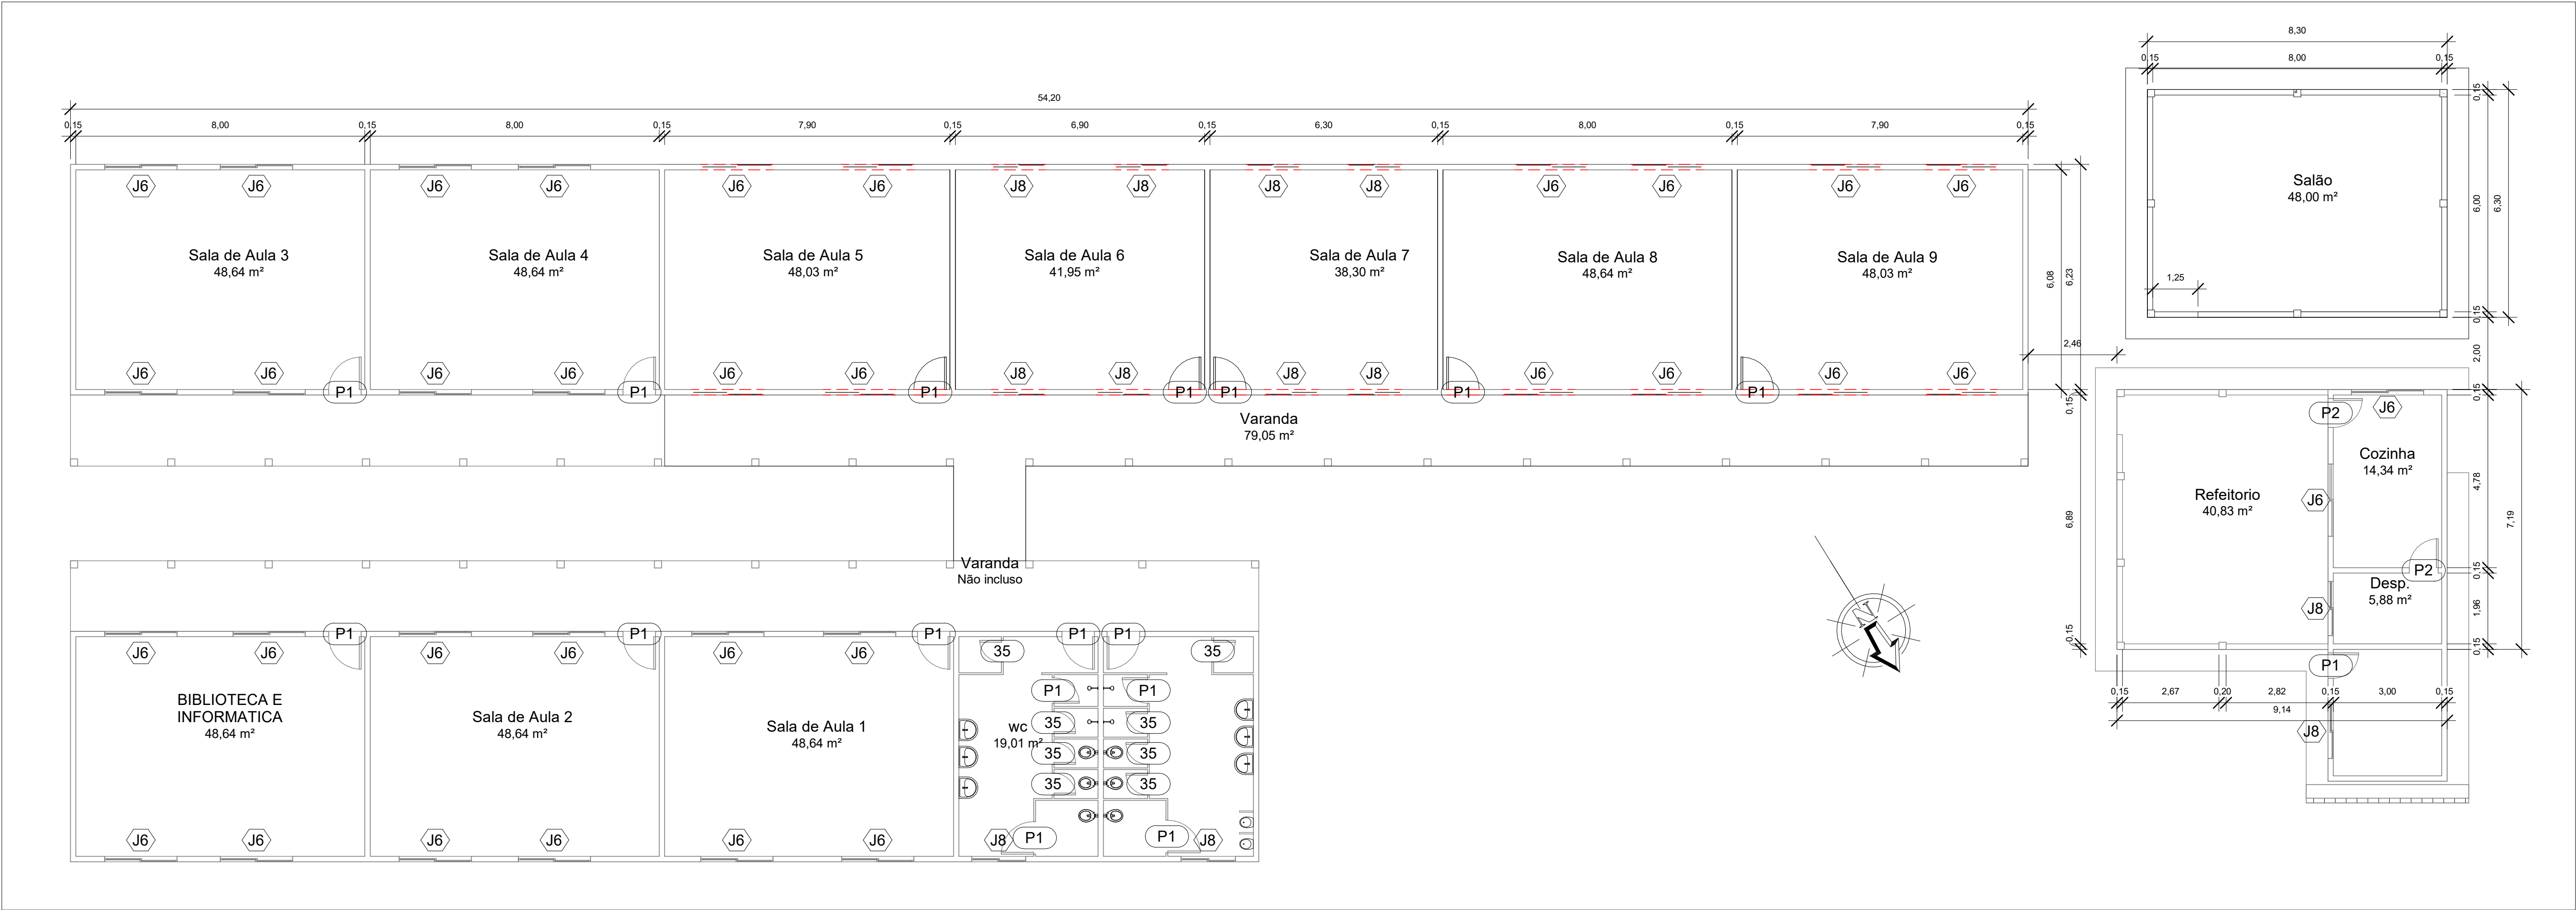 8,30
0,15 8,00 0,15
54,20
0,15 8,00 0,15 8,00 0,15 7,90 0,15 6,90 0,15 6,30 0,15 8,00 0,15 7,90 0,15
J6 J6 J6 J6 J6 J6 J8 J8 J8 J8 J6 J6 J6 J6
Sala de Aula 3
48,64 m²
Sala de Aula 4
48,64 m²
Sala de Aula 5
48,03 m²
Sala de Aula 6
41,95 m²
Sala de Aula 7
38,30 m²
Sala de Aula 8
48,64 m²
Sala de Aula 9
48,03 m²
J6 J6 J6 J6 J6 J6 J8 J8 J8 J8 J6 J6 J6 J6
P1 P1 P1 P1 P1 P1 P1
6,08
6,23
0,15
6,89
0,15
2,46
Salão
48,00 m²
1,25
0,15
6,00
6,30
0,15
2,00
0,15
4,78
7,19
0,15
1,96
0,15
Varanda
79,05 m²
P2
J6
Cozinha
14,34 m²
Refeitorio
40,83 m²
J6
P2
Desp.
5,88 m²
J8
P1
0,15 2,67 0,20 2,82 0,15 3,00 0,15
9,14
J8
N
Varanda
Não incluso
P1 P1 P1 P1 P1
J6 J6 J6 J6 J6 J6 35 35
BIBLIOTECA E
INFORMATICA
48,64 m²
Sala de Aula 2
48,64 m²
Sala de Aula 1
48,64 m²
wc
19,01 m²
P1 P1
35 35
35 35
35 35
P1 P1
J6 J6 J6 J6 J6 J6 J8 J8